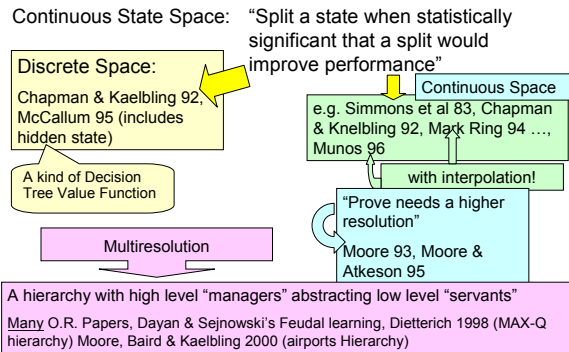 Continuous State Space:
“Split a state when statistically
significant that a split would
improve performance”
Discrete Space:
Chapman & Kaelbling 92,
McCallum 95 (includes
hidden state)
A kind of Decision
Tree Value Function
Continuous Space
e.g. Simmons et al 83, Chapman
& Knelbling 92, Mark Ring 94 …,
Munos 96
with interpolation!
“Prove needs a higher
resolution”
Moore 93, Moore &
Atkeson 95
Multiresolution
A hierarchy with high level “managers” abstracting low level “servants”
Many O.R. Papers, Dayan & Sejnowski’s Feudal learning, Dietterich 1998 (MAX-Q
hierarchy) Moore, Baird & Kaelbling 2000 (airports Hierarchy)